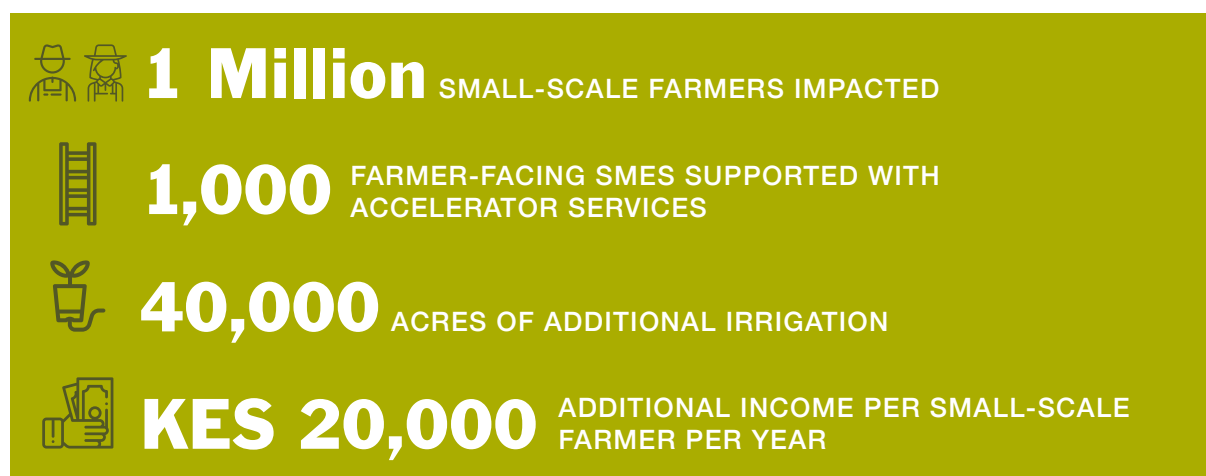 1 Million SMALL-SCALE FARMERS IMPACTED
1,000 FARMER-FACING SMES SUPPORTED WITH
ACCELERATOR SERVICES
40,000 ACRES OF ADDITIONAL IRRIGATION
KES 20,000 ADDITIONAL INCOME PER SMALL-SCALE
FARMER PER YEAR